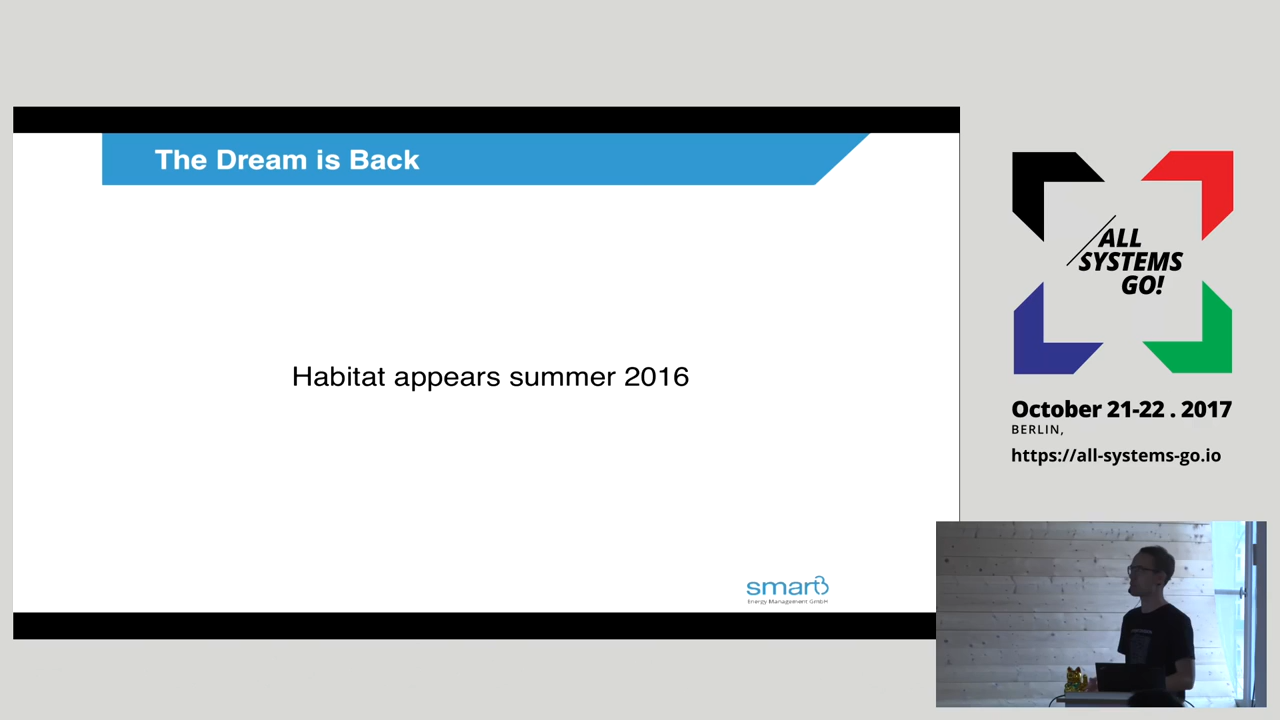 The Dream is Back
Habitat appears summer 2016
smartB
Energy Management GmbH
/ALL
SYSTEMS
GO!
October 21-22 . 2017
BERLIN,
https://all-systems-go.io